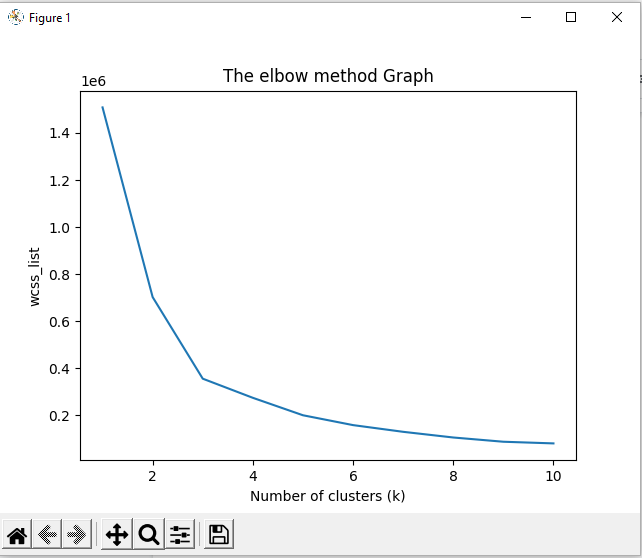 Figure 1
The elbow method Graph
1e6
1.4
1.2
1.0
0.8
0.6
0.4
0.2
wcss_list
2 4 6 8 10
Number of clusters (k)